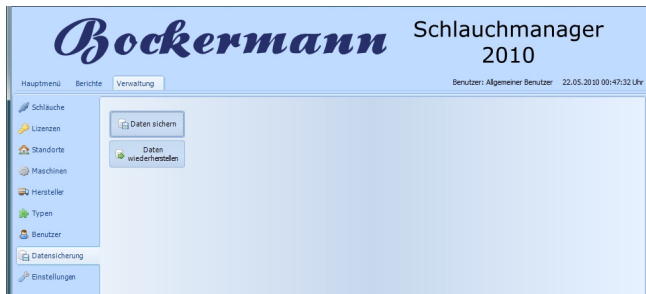 Bockermann
Schlauchmanager
2010
Hauptmenü Berichte Verwaltung
Benutzer: Allgemeiner Benutzer 22.05.2010 00:47:32 Uhr
Schläuche
Lizenzen
Standorte
Maschinen
Hersteller
Typen
Benutzer
Datensicherung
Einstellungen
Daten sichern
Daten
wiederherstellen